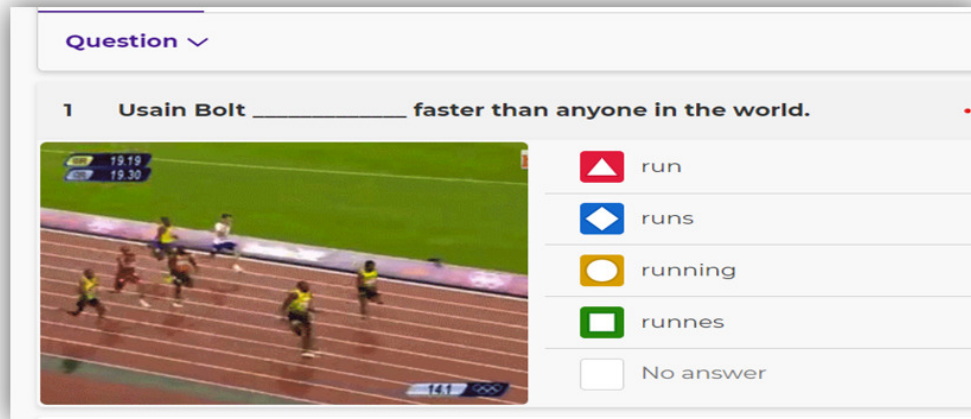 Question
1 Usain Bolt _____________ faster than anyone in the world.
19.19
19.30
14.1
run
runs
running
runnes
No answer